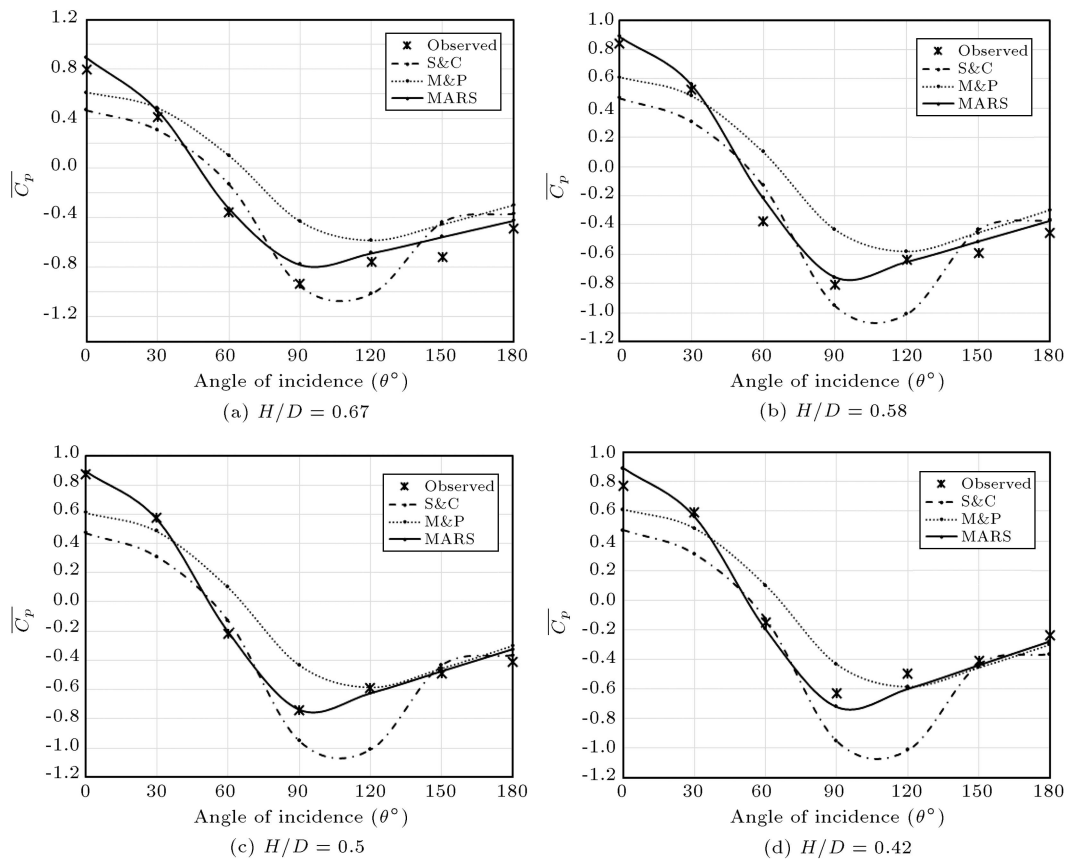 1.2
0.8
0.4
0.0
-0.4
-0.8
-1.2
C_p
0 30 60 90 120 150 180
Angle of incidence (θ°)
Observed
S&C
M&P
MARS
(a) H/D = 0.67
1.0
0.8
0.6
0.4
0.2
0.0
-0.2
-0.4
-0.6
-0.8
-1.0
-1.2
C_p
0 30 60 90 120 150 180
Angle of incidence (θ°)
Observed
S&C
M&P
MARS
(b) H/D = 0.58
1.0
0.8
0.6
0.4
0.2
0.0
-0.2
-0.4
-0.6
-0.8
-1.0
-1.2
C_p
0 30 60 90 120 150 180
Angle of incidence (θ°)
Observed
S&C
M&P
MARS
(c) H/D = 0.5
1.0
0.8
0.6
0.4
0.2
0.0
-0.2
-0.4
-0.6
-0.8
-1.0
-1.2
C_p
0 30 60 90 120 150 180
Angle of incidence (θ°)
Observed
S&C
M&P
MARS
(d) H/D = 0.42